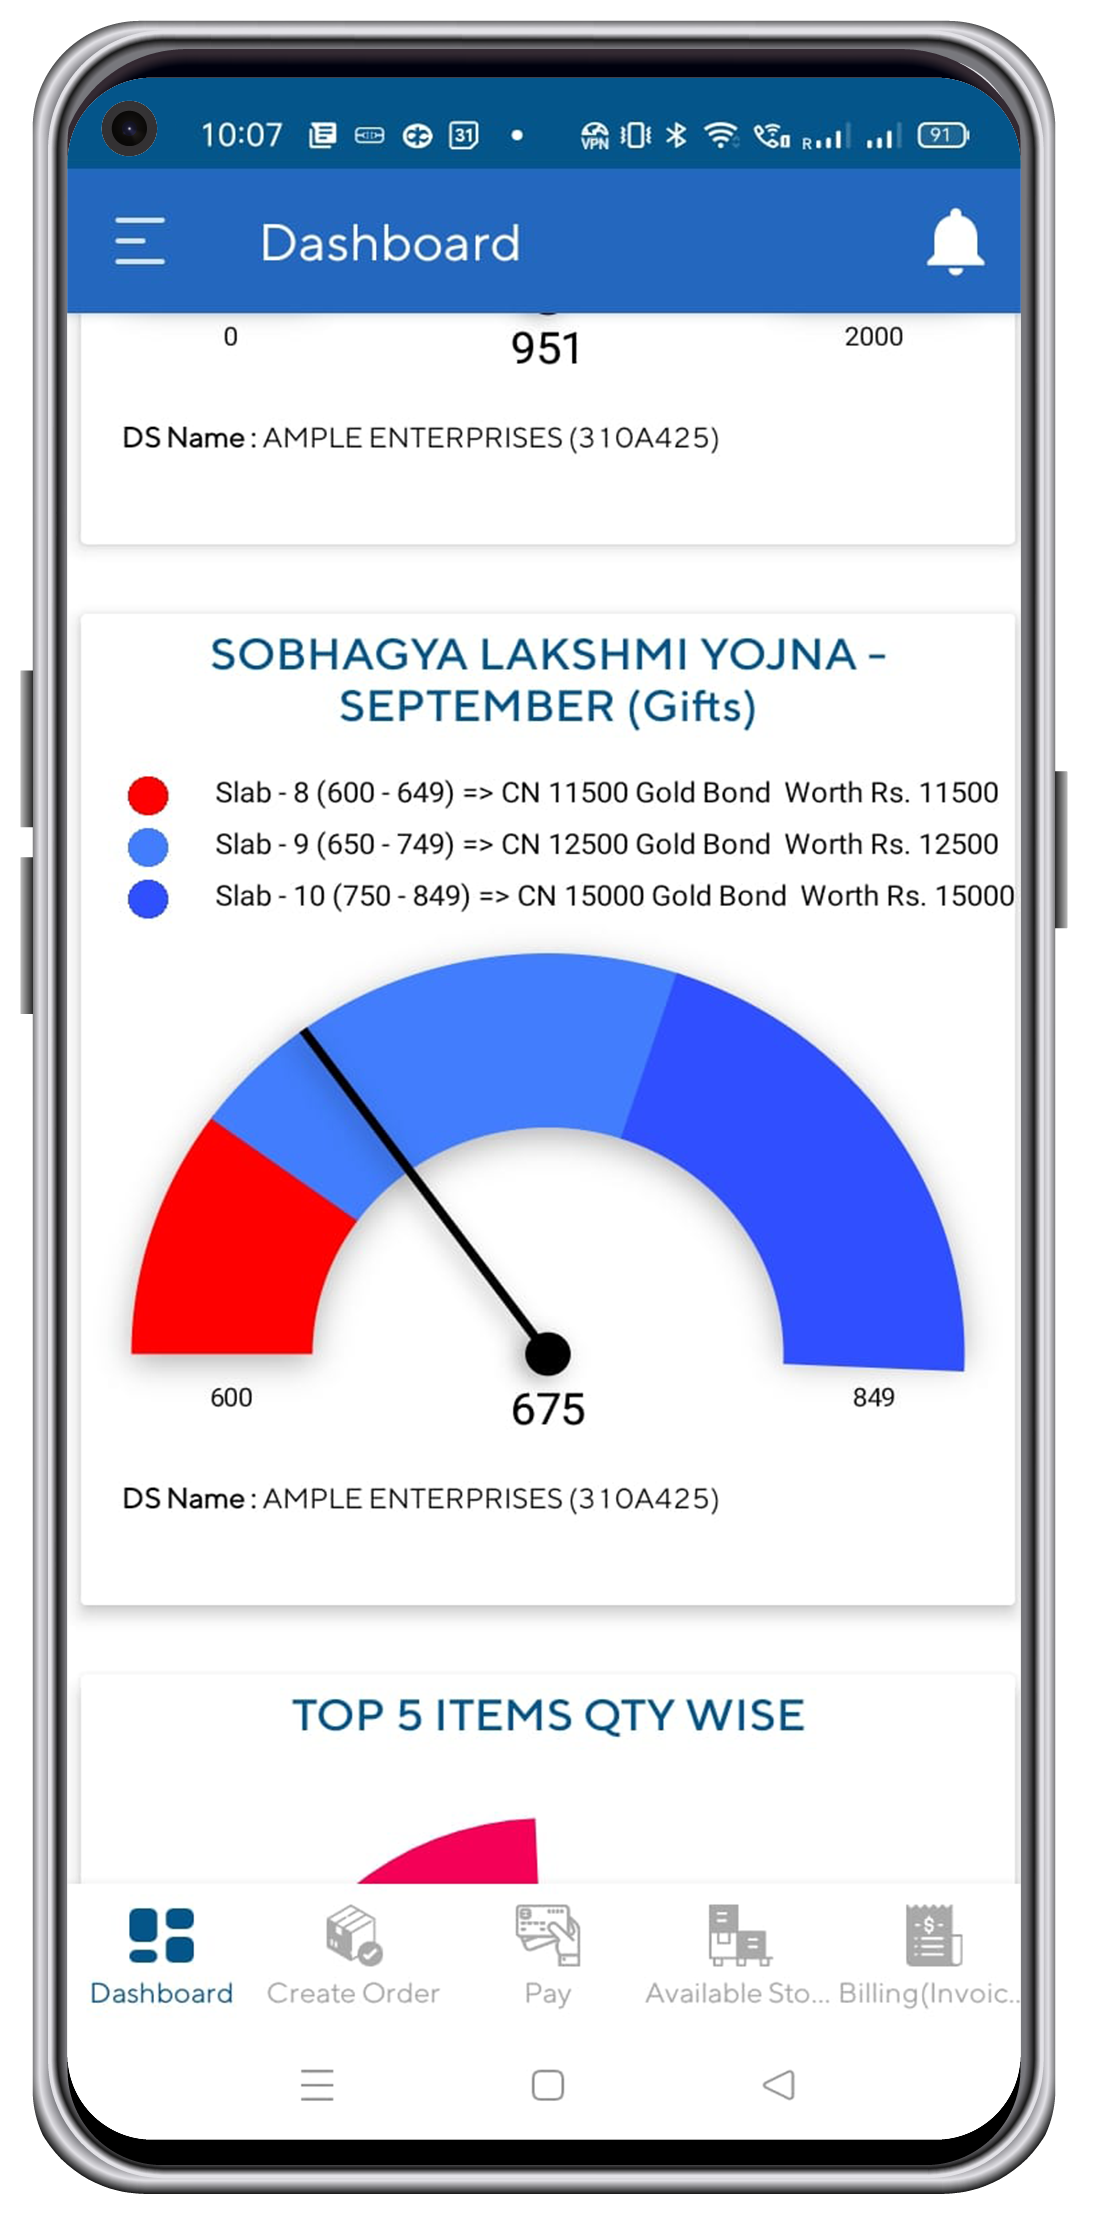 10:07
31
VPN
R
91
Dashboard
0
951
2000
DS Name : AMPLE ENTERPRISES (310A425)
SOBHAGYA LAKSHMI YOJNA -
SEPTEMBER (Gifts)
Slab - 8 (600 - 649) => CN 11500 Gold Bond  Worth Rs. 11500
Slab - 9 (650 - 749) => CN 12500 Gold Bond  Worth Rs. 12500
Slab - 10 (750 - 849) => CN 15000 Gold Bond  Worth Rs. 15000
600
675
849
DS Name : AMPLE ENTERPRISES (310A425)
TOP 5 ITEMS QTY WISE
Dashboard
Create Order
Pay
Available Sto...
Billing(Invoic...